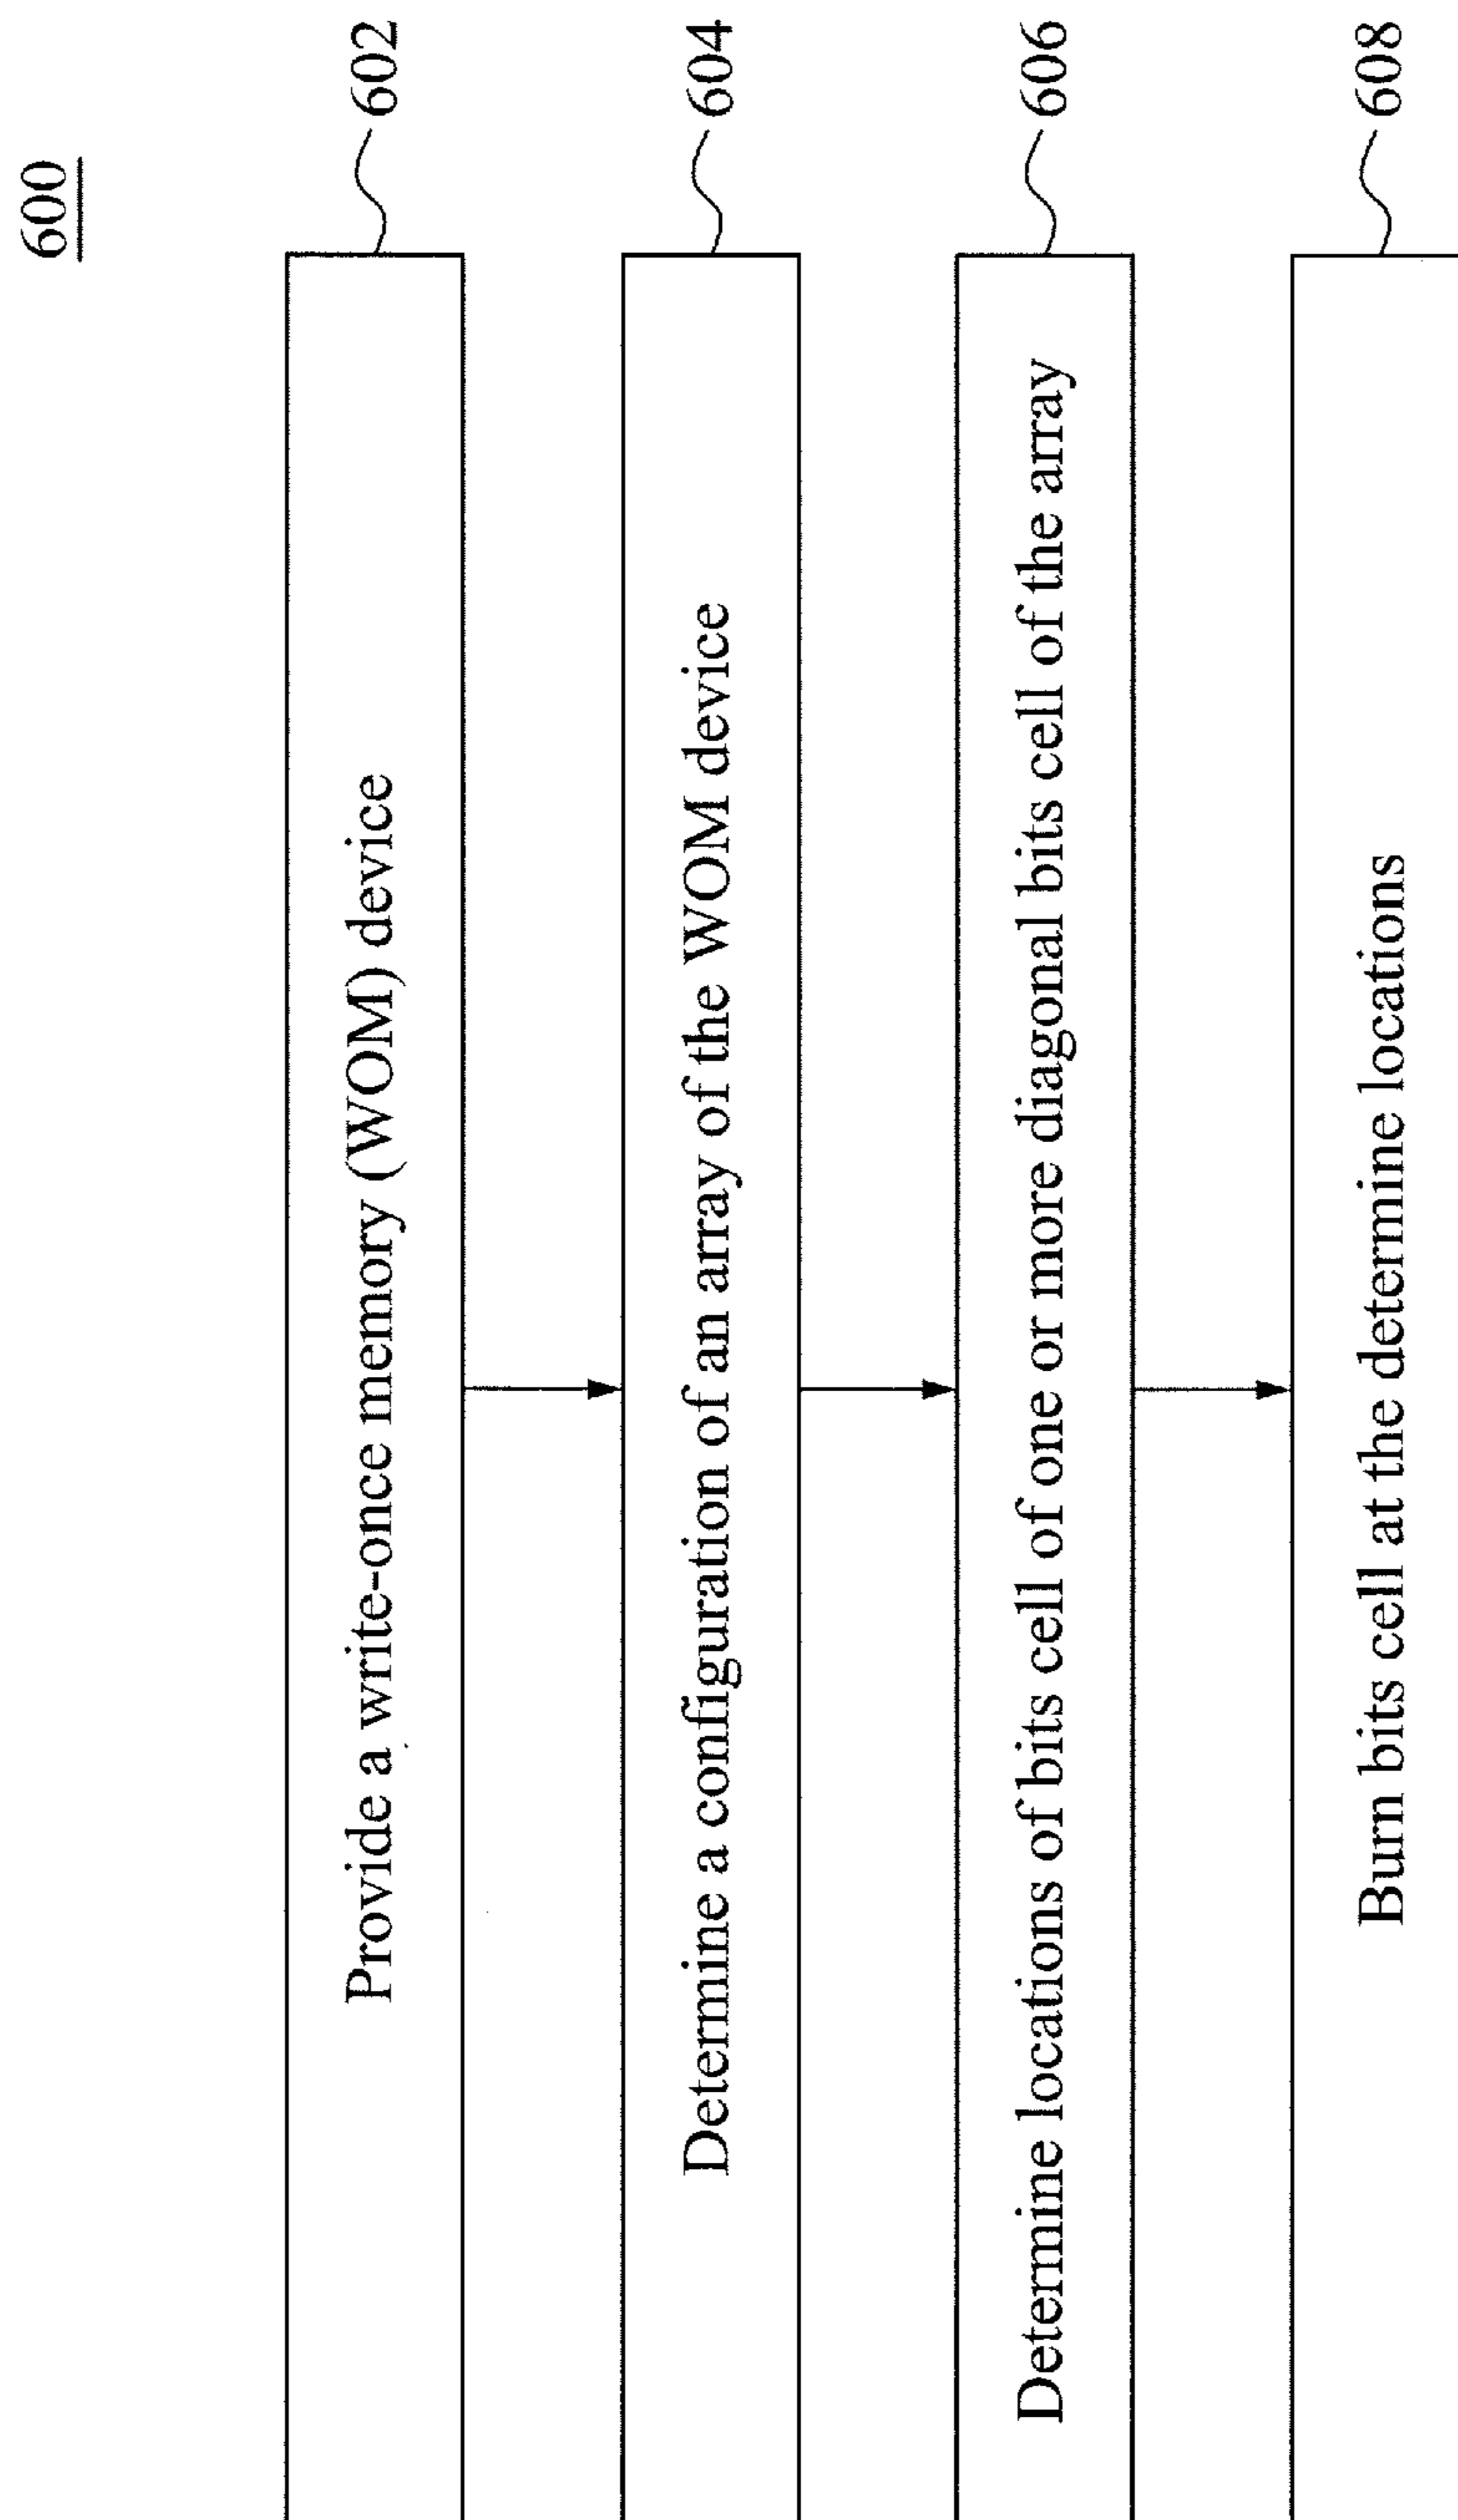 600
Provide a write-once memory (WOM) device
602
Determine a configuration of an array of the WOM device
604
Determine locations of bits cell of one or more diagonal bits cell of the array
606
Burn bits cell at the determine locations
608